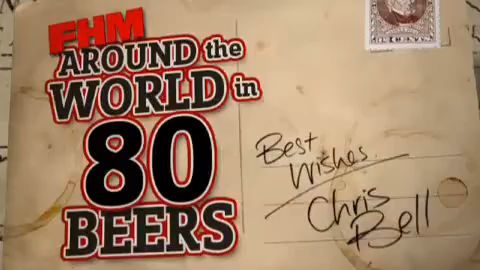 FHM
AROUND the
WORLD in
80
BEERS
Best
Wishes
Chris
Bell